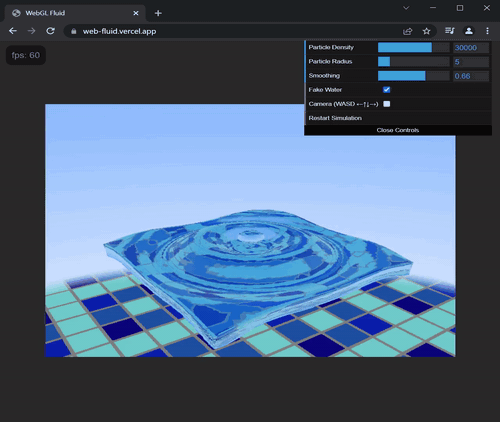 WebGL Fluid
web-fluid.vercel.app
fps: 60
Particle Density 30000
Particle Radius 5
Smoothing 0.66
Fake Water
Camera (WASD ←↑↓→)
Restart Simulation
Close Controls